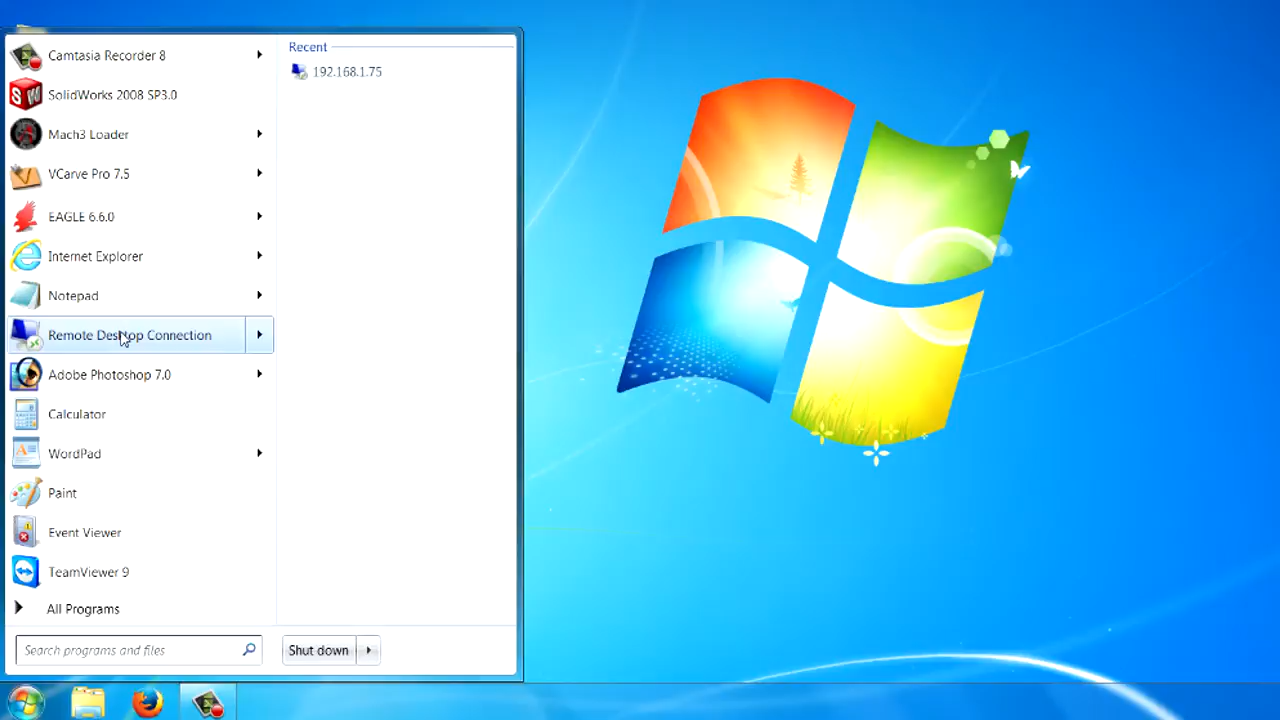 Camtasia Recorder 8
SolidWorks 2008 SP3.0
Mach3 Loader
VCarve Pro 7.5
EAGLE 6.6.0
Internet Explorer
Notepad
Remote Desktop Connection
Adobe Photoshop 7.0
Calculator
WordPad
Paint
Event Viewer
TeamViewer 9
All Programs
Search programs and files
Recent
192.168.1.75
Shut down